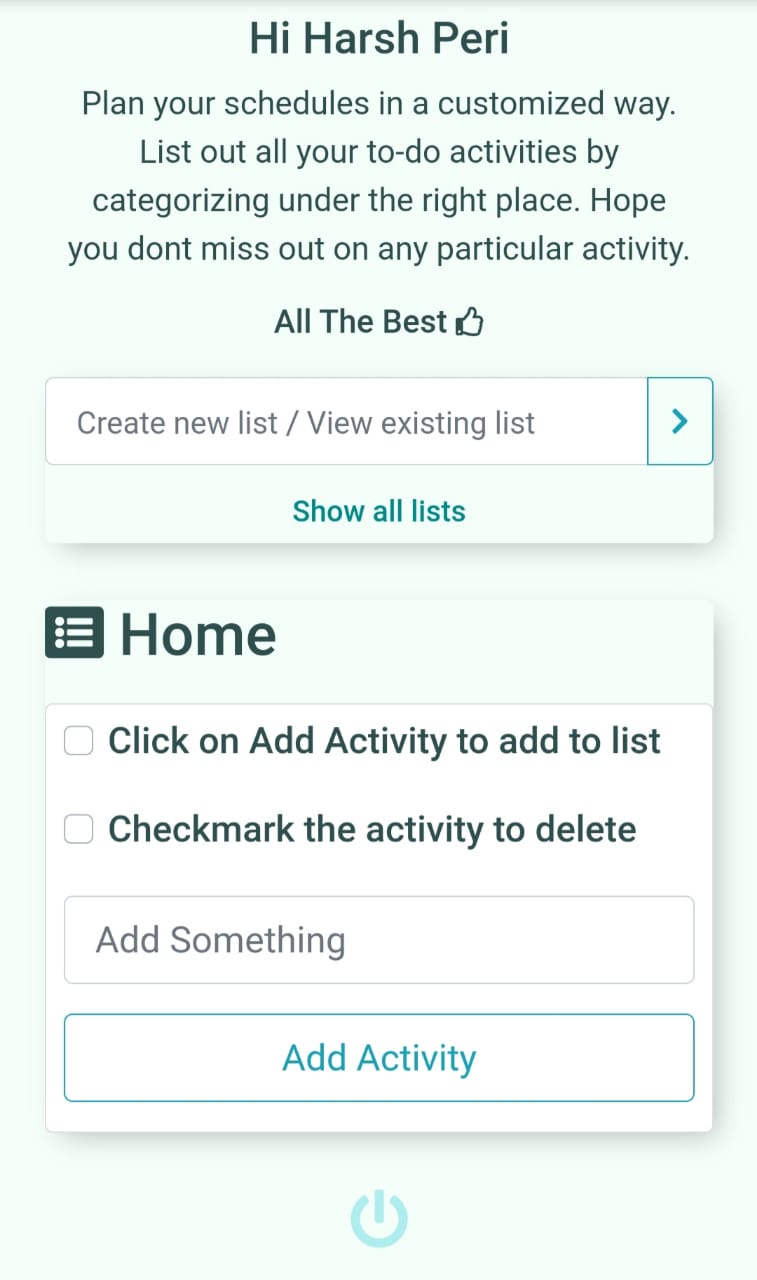 Hi Harsh Peri
Plan your schedules in a customized way.
List out all your to-do activities by
categorizing under the right place. Hope
you dont miss out on any particular activity.
All The Best
Create new list / View existing list
Show all lists
Home
Click on Add Activity to add to list
Checkmark the activity to delete
Add Something
Add Activity